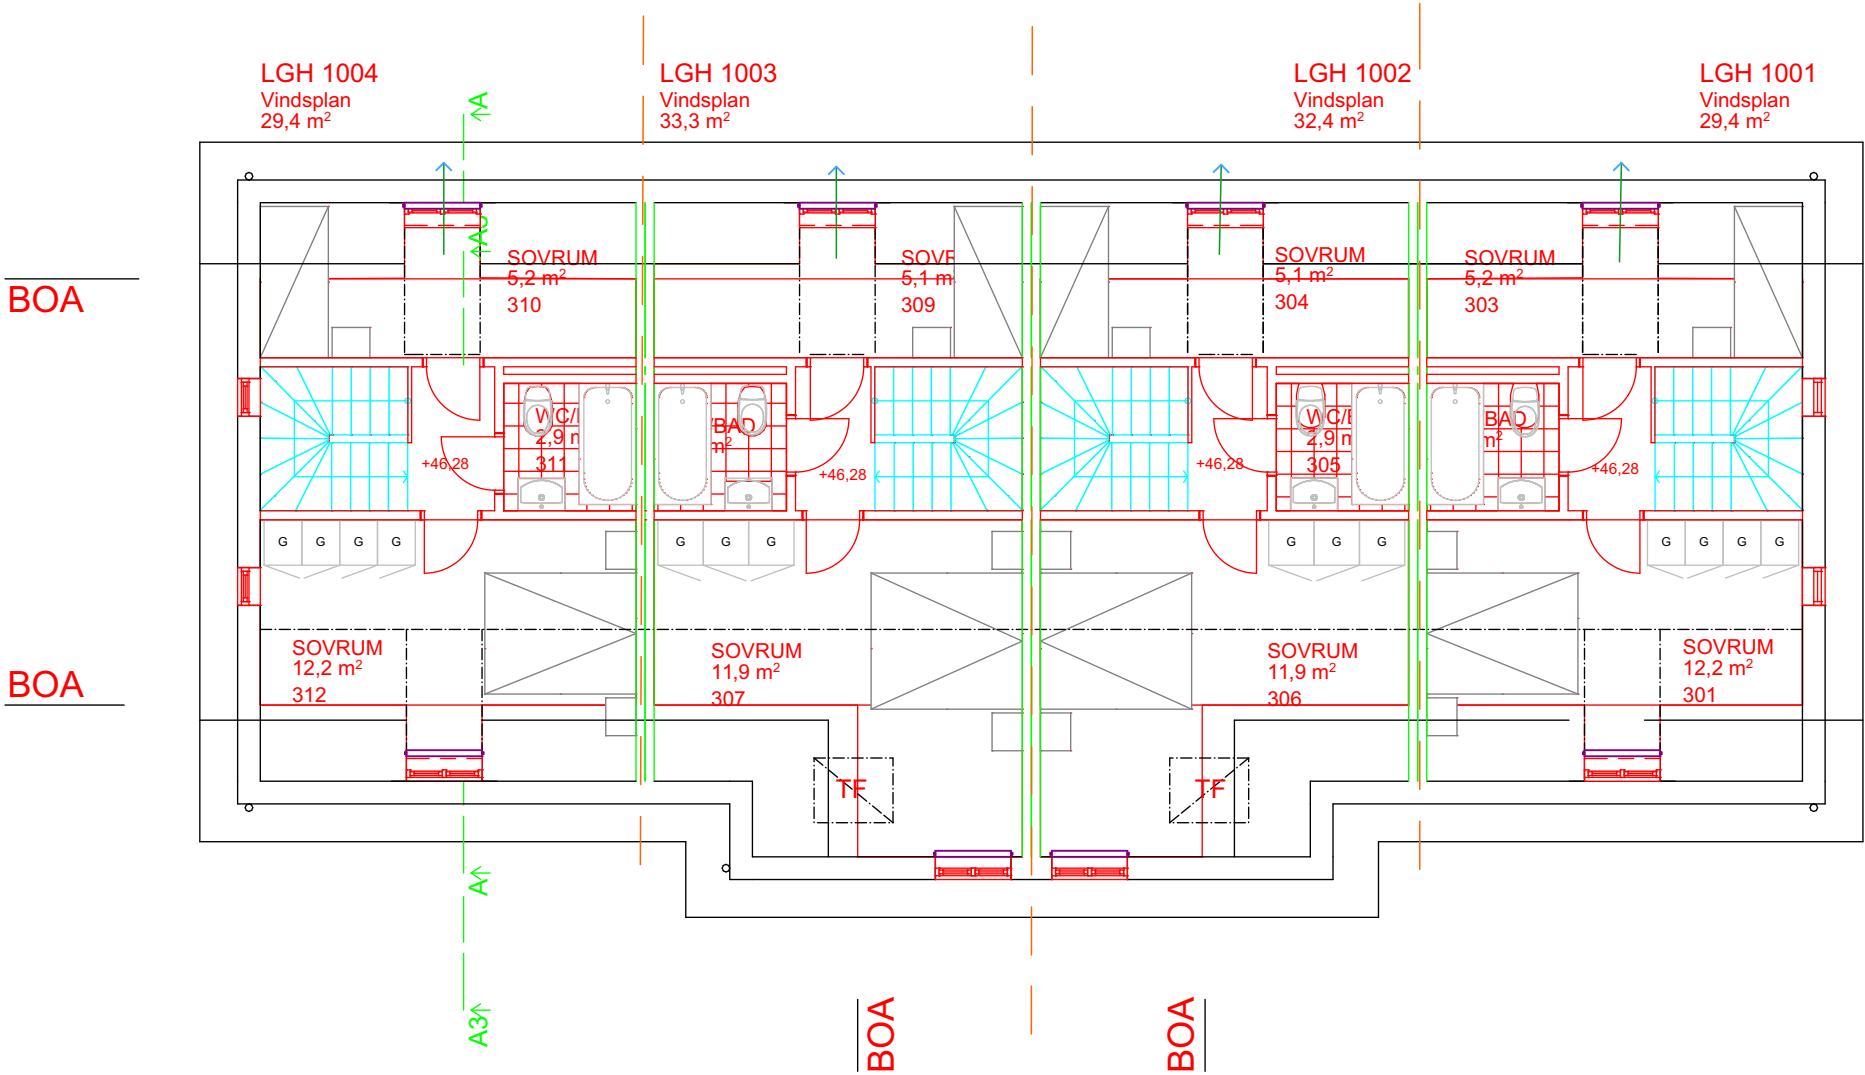 LGH 1004
Vindsplan
29,4 m²
LGH 1003
Vindsplan
33,3 m²
LGH 1002
Vindsplan
32,4 m²
LGH 1001
Vindsplan
29,4 m²
A
BOA
SOVRUM
5,2 m²
310
5,1 m
309
SOVRUM
5,1 m²
304
SOVRUM
5,2 m²
303
311
+46,28
BAD
m²
+46,28
305
+46,28
BAD
+46,28
G G G G
G G G
G G G
G G G G
BOA
SOVRUM
12,2 m²
312
SOVRUM
11,9 m²
307
SOVRUM
11,9 m²
306
SOVRUM
12,2 m²
301
TF
TF
A
A3
BOA
BOA